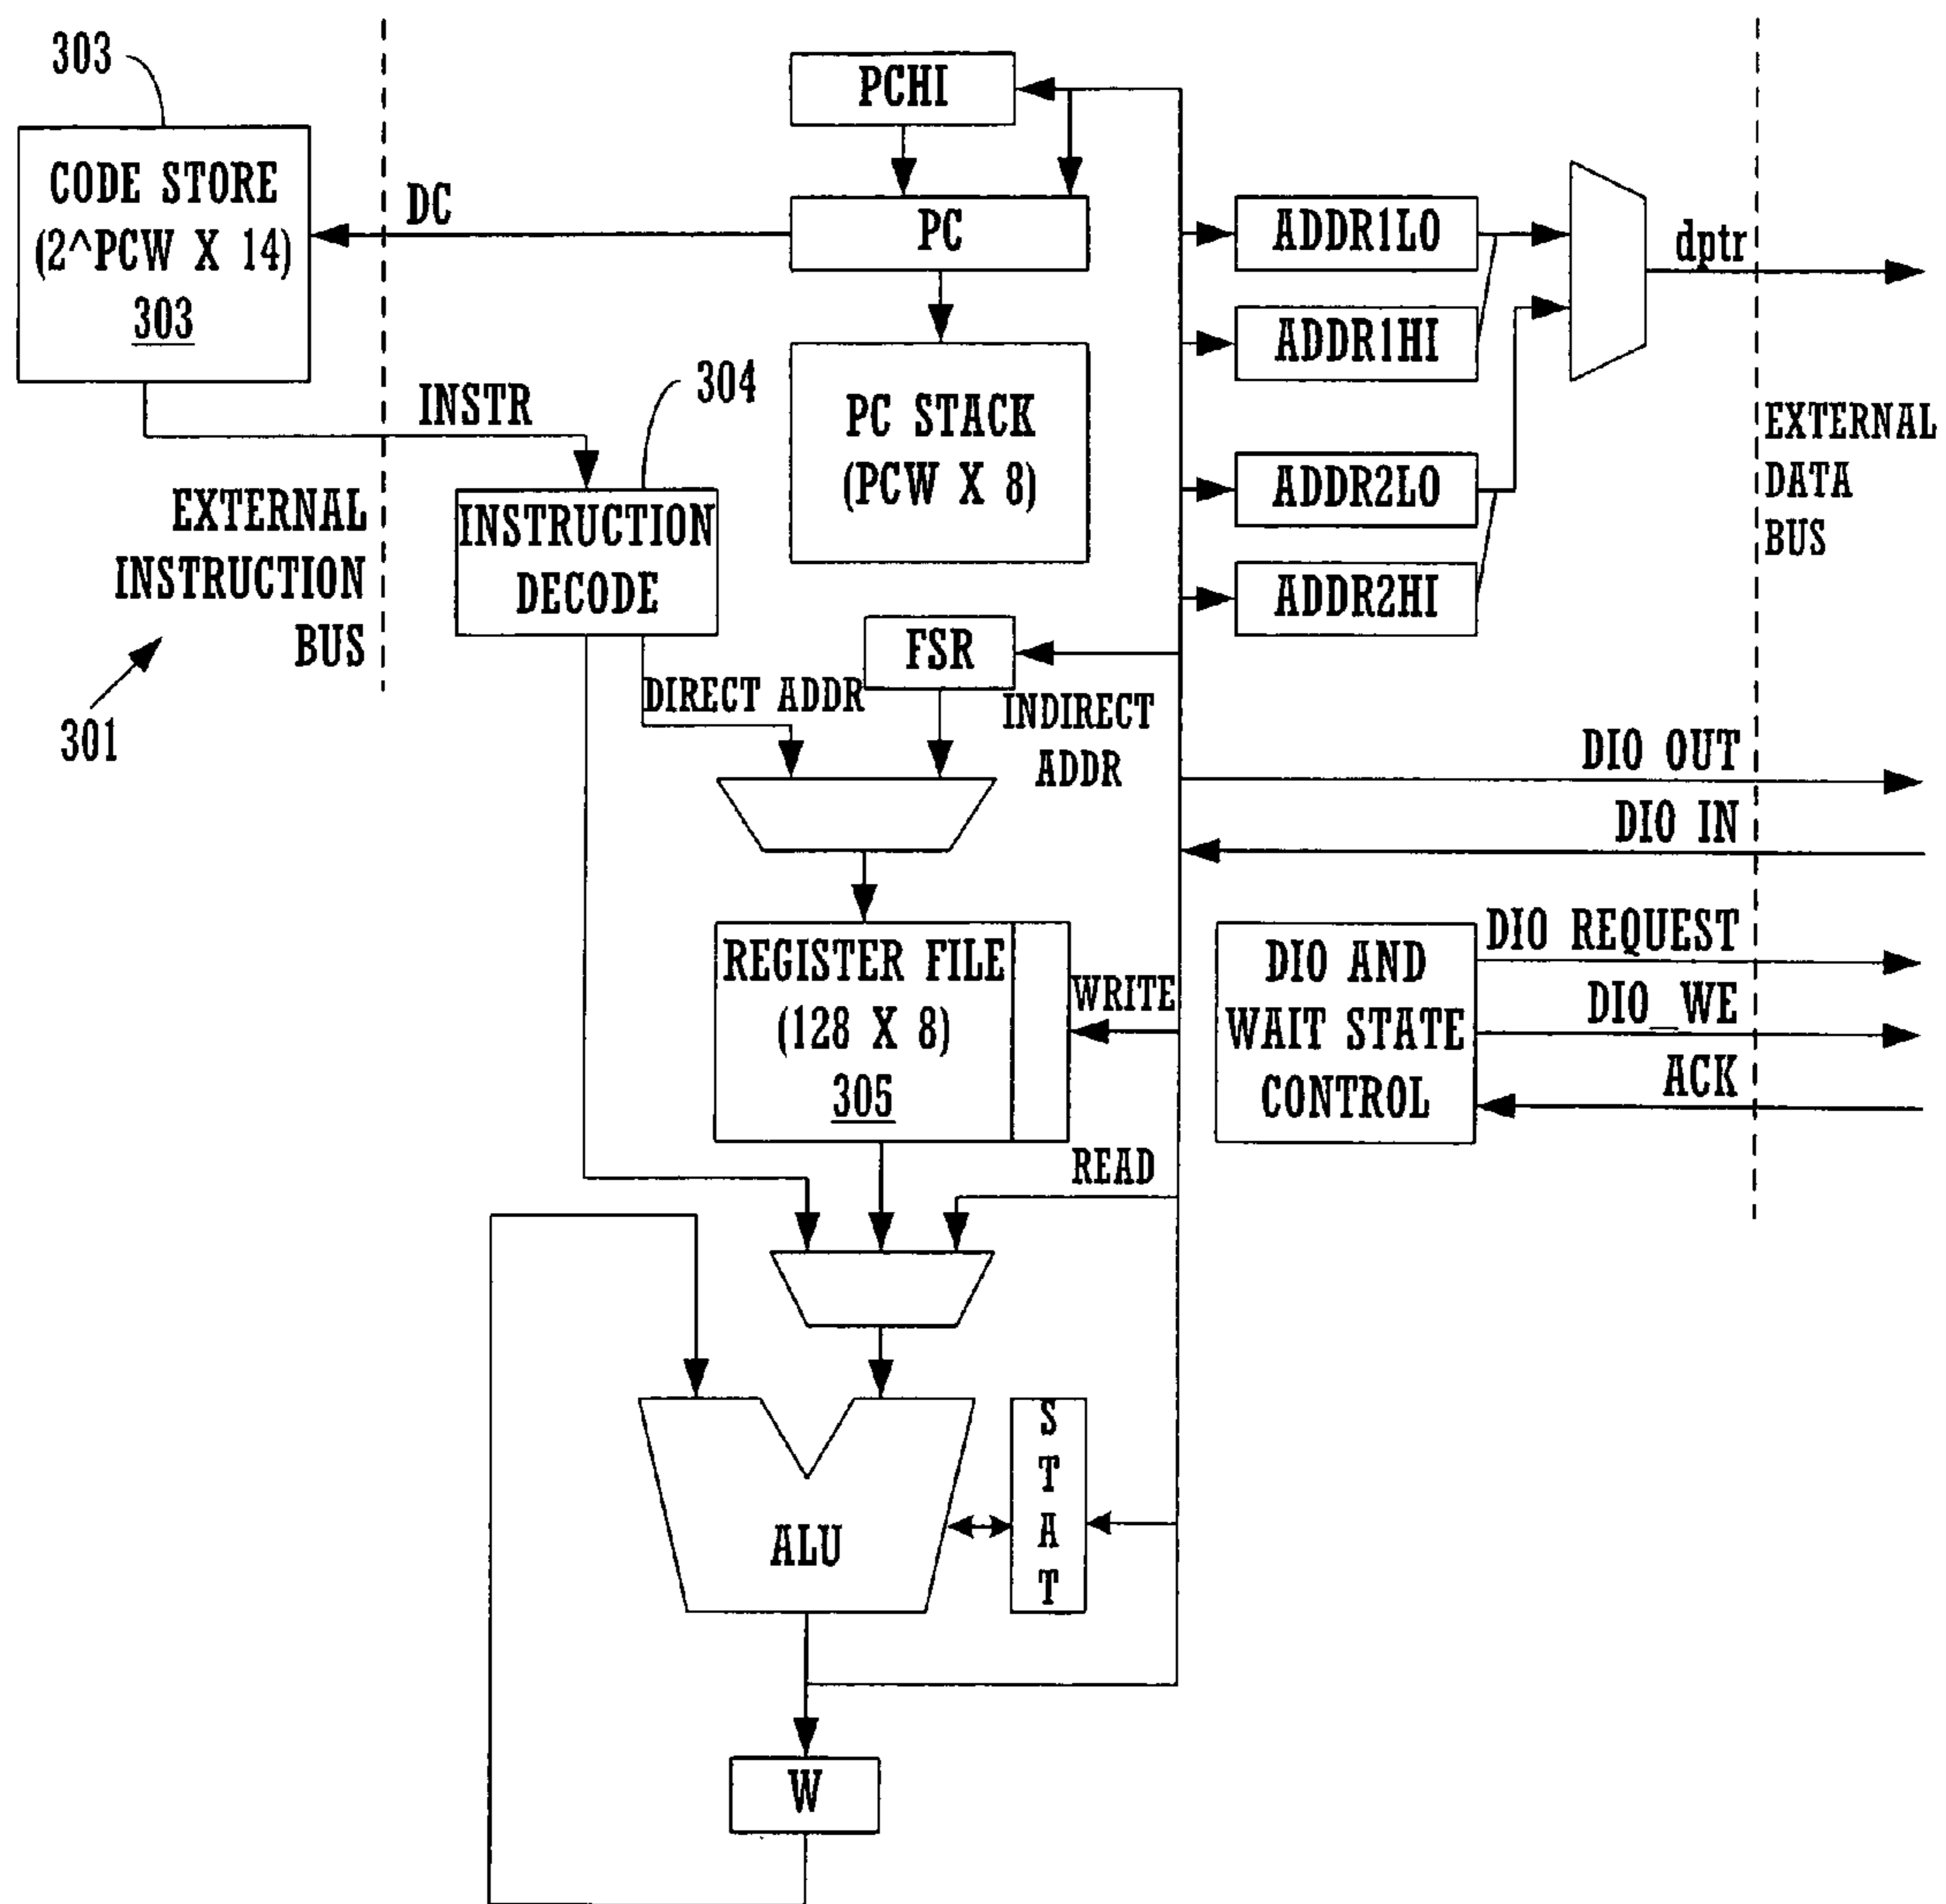 303
CODE STORE
(2^PCW X 14)
303
DC
PCHI
PC
PC STACK
(PCW X 8)
ADDR1LO
ADDR1HI
ADDR2LO
ADDR2HI
dptr
EXTERNAL
DATA
BUS
INSTR
304
EXTERNAL
INSTRUCTION
BUS
301
INSTRUCTION
DECODE
FSR
DIRECT ADDR
INDIRECT
ADDR
DIO OUT
DIO IN
REGISTER FILE
(128 X 8)
305
WRITE
READ
DIO AND
WAIT STATE
CONTROL
DIO REQUEST
DIO_WE
ACK
ALU
S
T
A
T
W